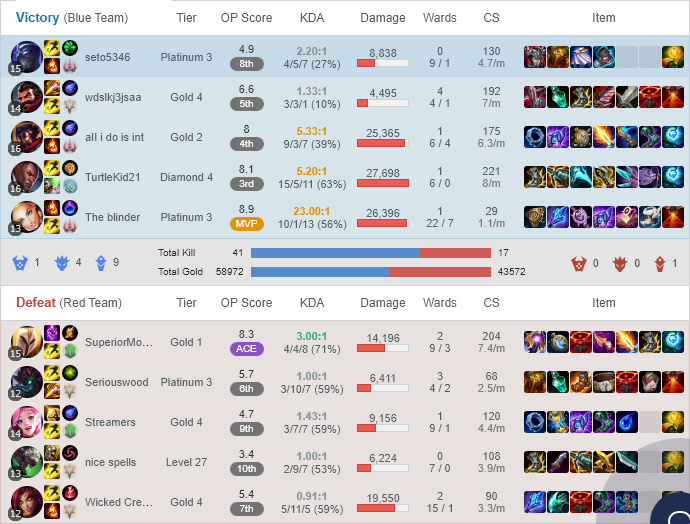 Victory (Blue Team) Tier OP Score KDA Damage Wards CS Item
15 seto5346 Platinum 3 4.9 8th 2.20:1 4/5/7 (27%) 8,838 0 9 / 1 130 4.7/m
14 wdslkj3jsaa Gold 4 6.6 5th 1.33:1 3/3/1 (10%) 4,495 4 4 / 1 192 7/m
16 all i do is int Gold 2 8 4th 5.33:1 9/3/7 (39%) 25,365 1 6 / 4 175 6.3/m
16 TurtleKid21 Diamond 4 8.1 3rd 5.20:1 15/5/11 (63%) 27,698 1 6 / 0 221 8/m
13 The blinder Platinum 3 8.9 MVP 23.00:1 10/1/13 (56%) 26,396 1 22 / 7 29 1.1/m
1 4 9 Total Kill 41 17 0 0 1
Total Gold 58972 43572
Defeat (Red Team) Tier OP Score KDA Damage Wards CS Item
15 SuperiorMo... Gold 1 8.3 ACE 3.00:1 4/4/8 (71%) 14,196 2 9 / 3 204 7.4/m
12 Seriouswood Platinum 3 5.7 6th 1.00:1 3/10/7 (59%) 6,411 3 4 / 2 68 2.5/m
14 Streamers Gold 4 4.7 9th 1.43:1 3/7/7 (59%) 9,156 1 9 / 1 120 4.4/m
13 nice spells Level 27 3.4 10th 1.00:1 2/9/7 (53%) 6,224 0 7 / 0 108 3.9/m
12 Wicked Cre... Gold 4 5.4 7th 0.91:1 5/11/5 (59%) 19,550 2 15 / 1 90 3.3/m